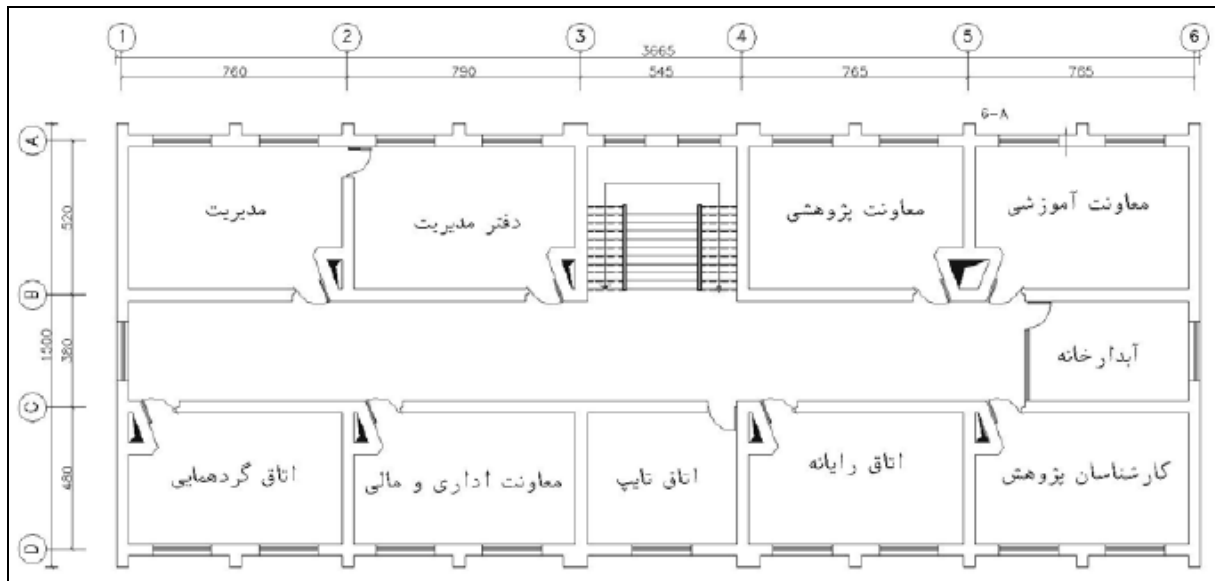 1 2 3 4 5 6
3665
760 790 545 765 765
6-A
A
B
C
D
520
1500
380
480
مدیریت
دفتر مدیریت
معاونت پژوهشی
معاونت آموزشی
آبدارخانه
اتاق گردهمایی
معاونت اداری و مالی
اتاق تایپ
اتاق رایانه
کارشناسان پژوهش